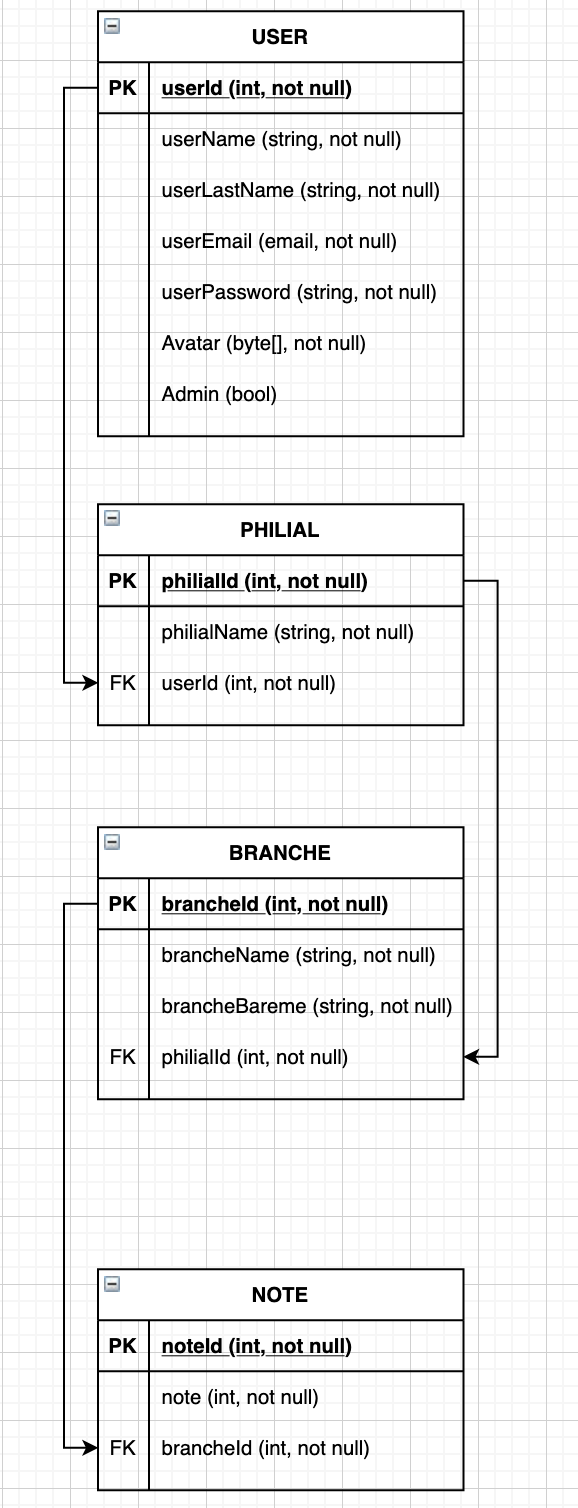 USER
PK userId (int, not null)
userName (string, not null)
userLastName (string, not null)
userEmail (email, not null)
userPassword (string, not null)
Avatar (byte[], not null)
Admin (bool)
PHILIAL
PK philialId (int, not null)
philialName (string, not null)
FK userId (int, not null)
BRANCHE
PK brancheId (int, not null)
brancheName (string, not null)
brancheBareme (string, not null)
FK philialId (int, not null)
NOTE
PK noteId (int, not null)
note (int, not null)
FK brancheId (int, not null)